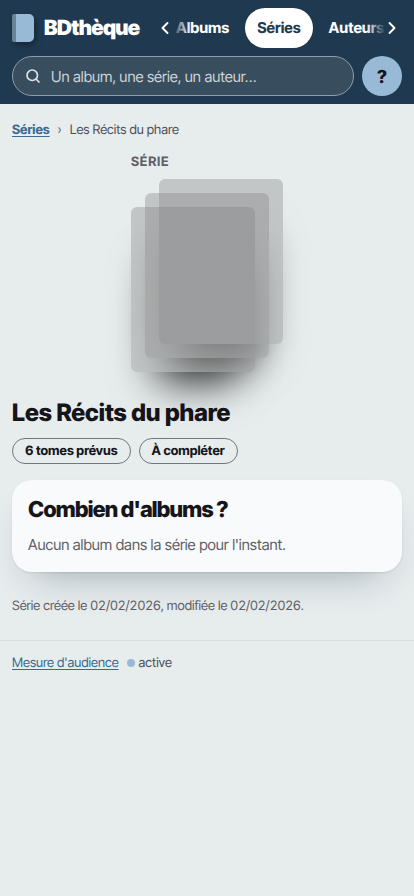 BDthèque
Albums
Séries
Auteurs
Un album, une série, un auteur...
?
Séries › Les Récits du phare
SÉRIE
Les Récits du phare
6 tomes prévus
À compléter
Combien d'albums ?
Aucun album dans la série pour l'instant.
Série créée le 02/02/2026, modifiée le 02/02/2026.
Mesure d'audience active